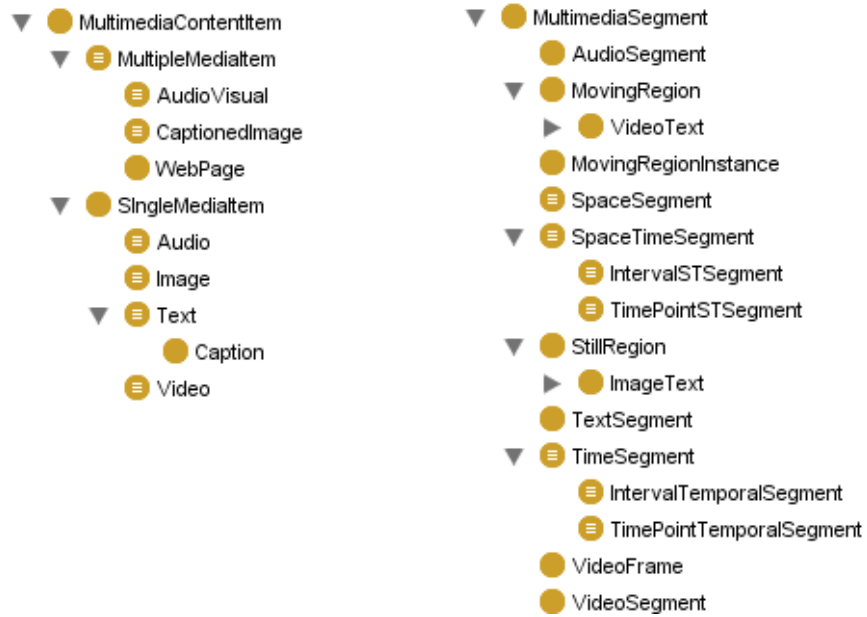 MultimediaContentItem
MultipleMediaItem
AudioVisual
CaptionedImage
WebPage
SIngleMediaItem
Audio
Image
Text
Caption
Video
MultimediaSegment
AudioSegment
MovingRegion
VideoText
MovingRegionInstance
SpaceSegment
SpaceTimeSegment
IntervalSTSegment
TimePointSTSegment
StillRegion
ImageText
TextSegment
TimeSegment
IntervalTemporalSegment
TimePointTemporalSegment
VideoFrame
VideoSegment